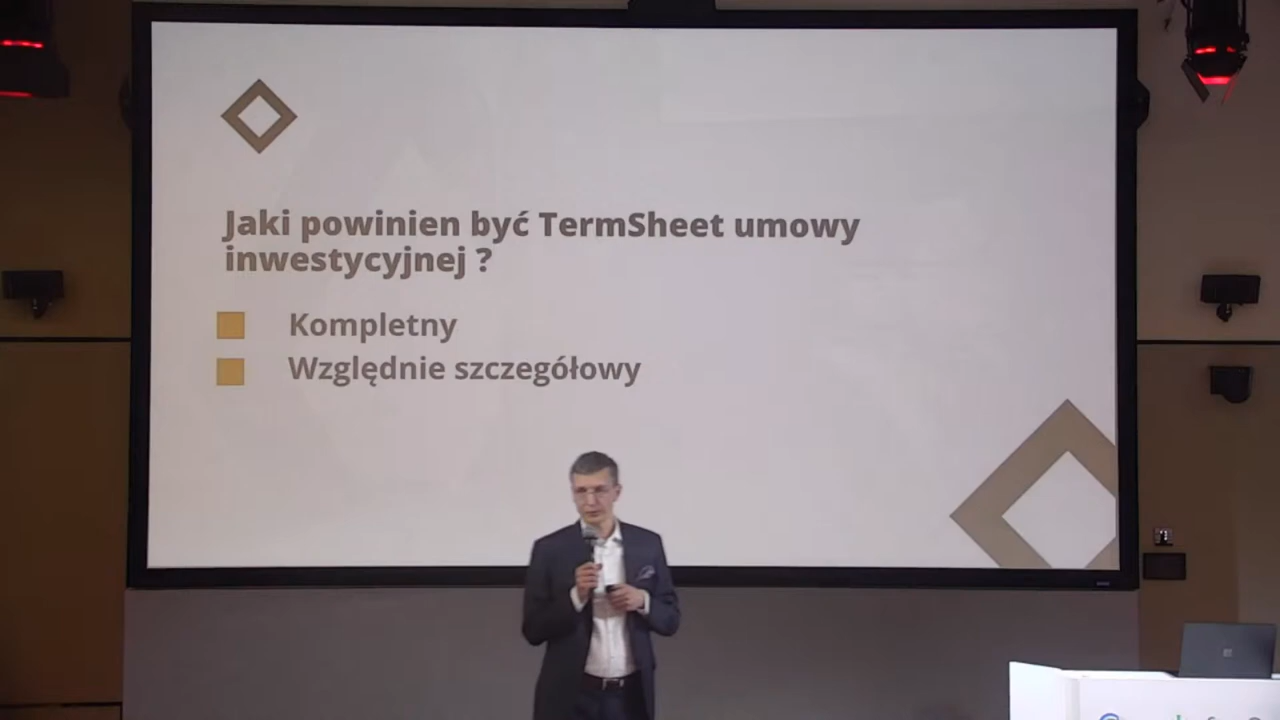 Jaki powinien być TermSheet umowy
inwestycyjnej ?
Kompletny
Względnie szczegółowy